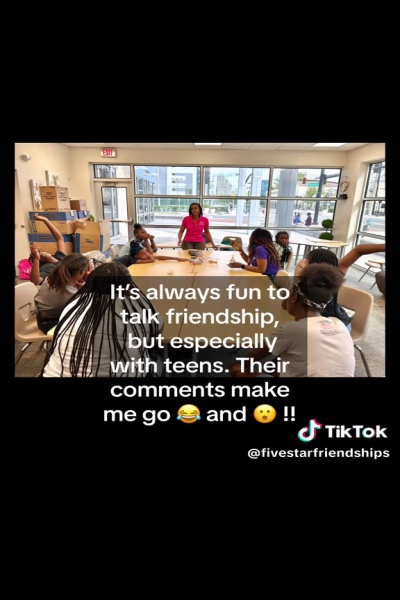 EXIT
It's always fun to
talk friendship,
but especially
with teens. Their
comments make
me go 😂 and 😮 !!
TikTok
@fivestarfriendships